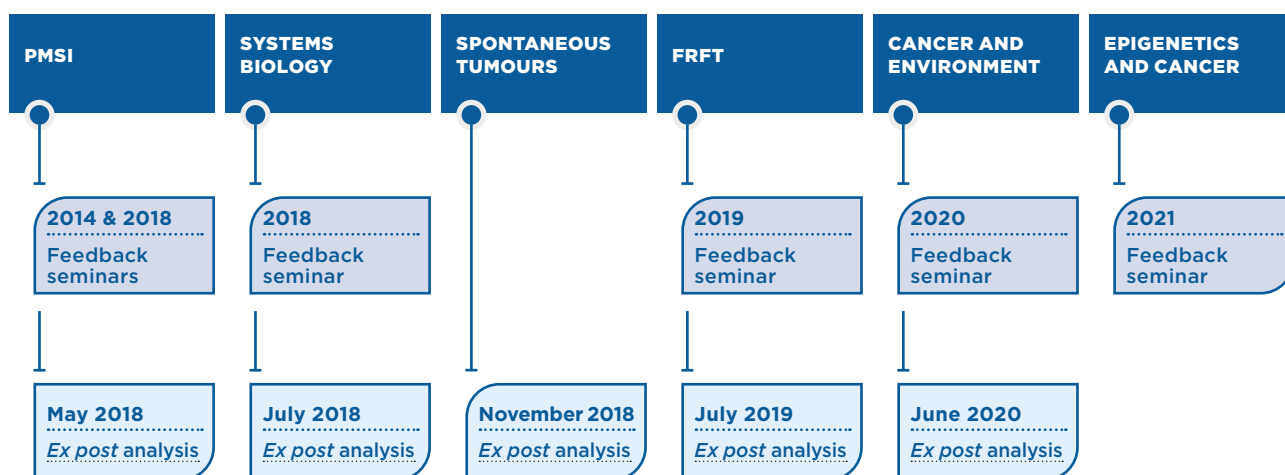 PMSI
SYSTEMS
BIOLOGY
SPONTANEOUS
TUMOURS
FRFT
CANCER AND
ENVIRONMENT
EPIGENETICS
AND CANCER
2014 & 2018
Feedback
seminars
2018
Feedback
seminar
2019
Feedback
seminar
2020
Feedback
seminar
2021
Feedback
seminar
May 2018
Ex post analysis
July 2018
Ex post analysis
November 2018
Ex post analysis
July 2019
Ex post analysis
June 2020
Ex post analysis